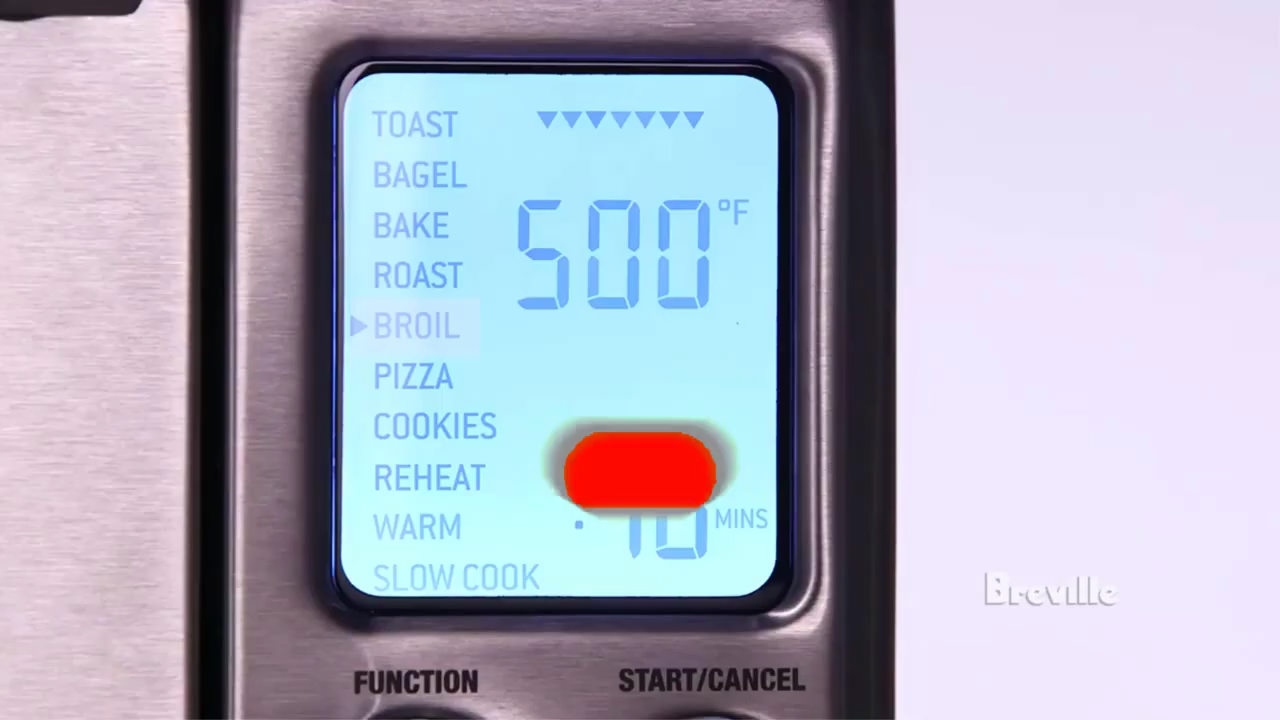 TOAST
BAGEL
BAKE
500 °F
ROAST
BROIL
PIZZA
COOKIES
REHEAT
WARM
MINS
SLOW COOK
Breville
FUNCTION
START/CANCEL